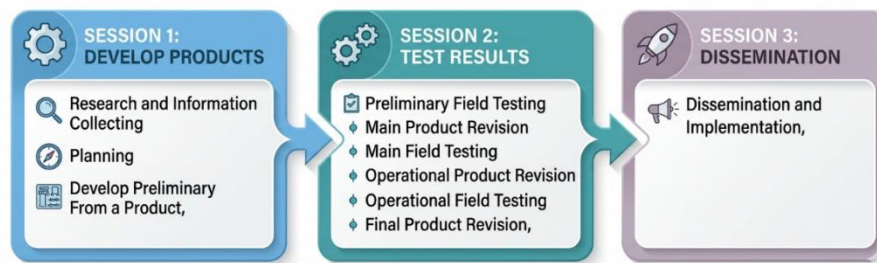 SESSION 1:
DEVELOP PRODUCTS
Research and Information
Collecting
Planning
Develop Preliminary
From a Product,
SESSION 2:
TEST RESULTS
Preliminary Field Testing
Main Product Revision
Main Field Testing
Operational Product Revision
Operational Field Testing
Final Product Revision,
SESSION 3:
DISSEMINATION
Dissemination and
Implementation,